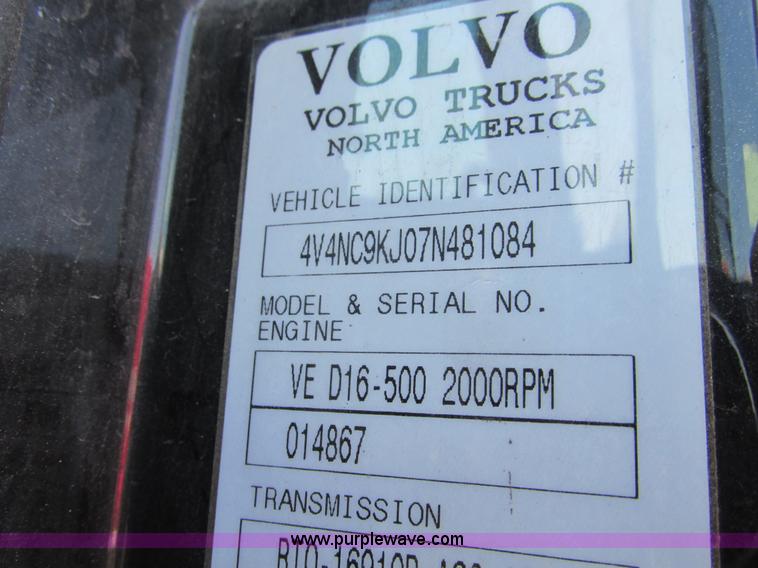 VOLVO
VOLVO TRUCKS
NORTH AMERICA
VEHICLE IDENTIFICATION #
4V4NC9KJ07N481084
MODEL & SERIAL NO.
ENGINE
VE D16-500 2000RPM
014867
TRANSMISSION
www.purplewave.com